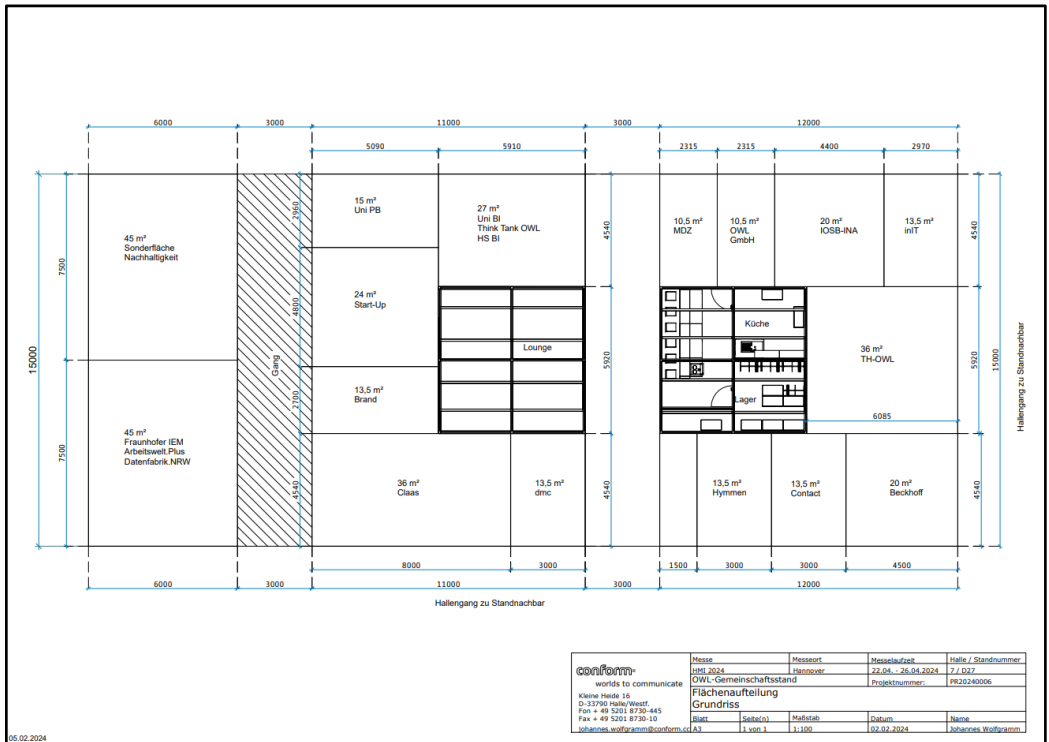 6000
3000
11000
3000
12000
5090
5910
2315
2315
4400
2970
15 m²
Uni PB
27 m²
Uni BI
Think Tank OWL
HS BI
10,5 m²
MDZ
10,5 m²
OWL
GmbH
20 m²
IOSB-INA
13,5 m²
inIT
2960
4540
4540
4540
45 m²
Sonderfläche
Nachhaltigkeit
7500
24 m²
Start-Up
4800
Küche
Lounge
36 m²
TH-OWL
15000
Gang
5920
5920
15000
Hallengang zu Standnachbar
13,5 m²
Brand
2700
Lager
6085
45 m²
Fraunhofer IEM
Arbeitswelt.Plus
Datenfabrik.NRW
7500
36 m²
Claas
13,5 m²
dmc
13,5 m²
Hymmen
13,5 m²
Contact
20 m²
Beckhoff
4540
4540
4540
8000
3000
1500
3000
3000
4500
6000
3000
11000
3000
12000
Hallengang zu Standnachbar
conform
worlds to communicate
Kleine Heide 16
D-33790 Halle/Westf.
Fon + 49 5201 8730-445
Fax + 49 5201 8730-10
johannes.wolfgramm@conform.cc
Messe Messeort Messelaufzeit Halle / Standnummer
HMI 2024 Hannover 22.04. - 26.04.2024 7 / D27
OWL-Gemeinschaftsstand Projektnummer: PR20240006
Flächenaufteilung
Grundriss
Blatt Seite(n) Maßstab Datum Name
A3 1 von 1 1:100 02.02.2024 Johannes Wolfgramm
05.02.2024